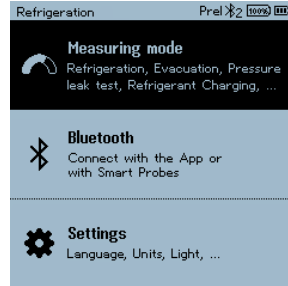 Refrigeration Prel 2 100%
Measuring mode
Refrigeration, Evacuation, Pressure
leak test, Refrigerant Charging, ...
Bluetooth
Connect with the App or
with Smart Probes
Settings
Language, Units, Light, ...